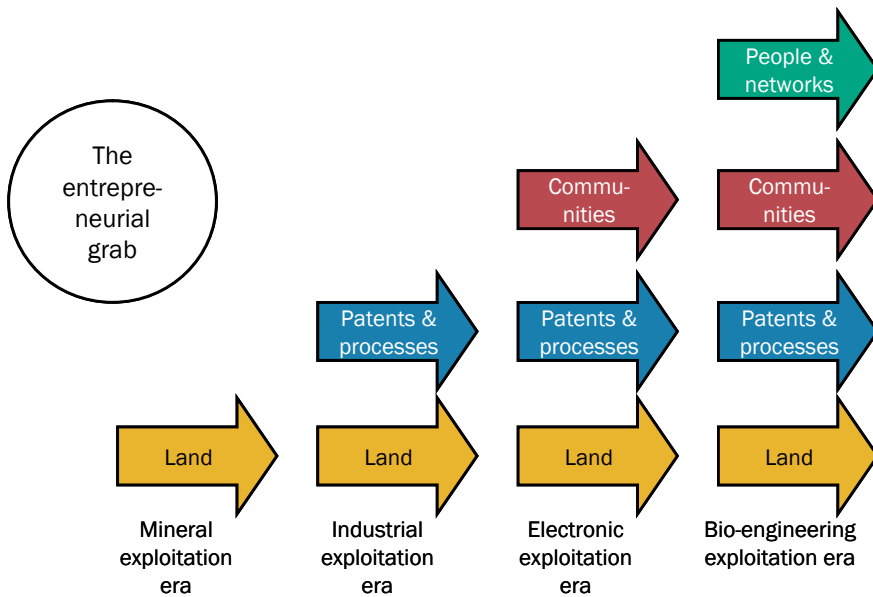 People &
networks
The
entrepre-
neurial
grab
Commu-
nities
Commu-
nities
Patents &
processes
Patents &
processes
Patents &
processes
Land
Land
Land
Land
Mineral
exploitation
era
Industrial
exploitation
era
Electronic
exploitation
era
Bio-engineering
exploitation era